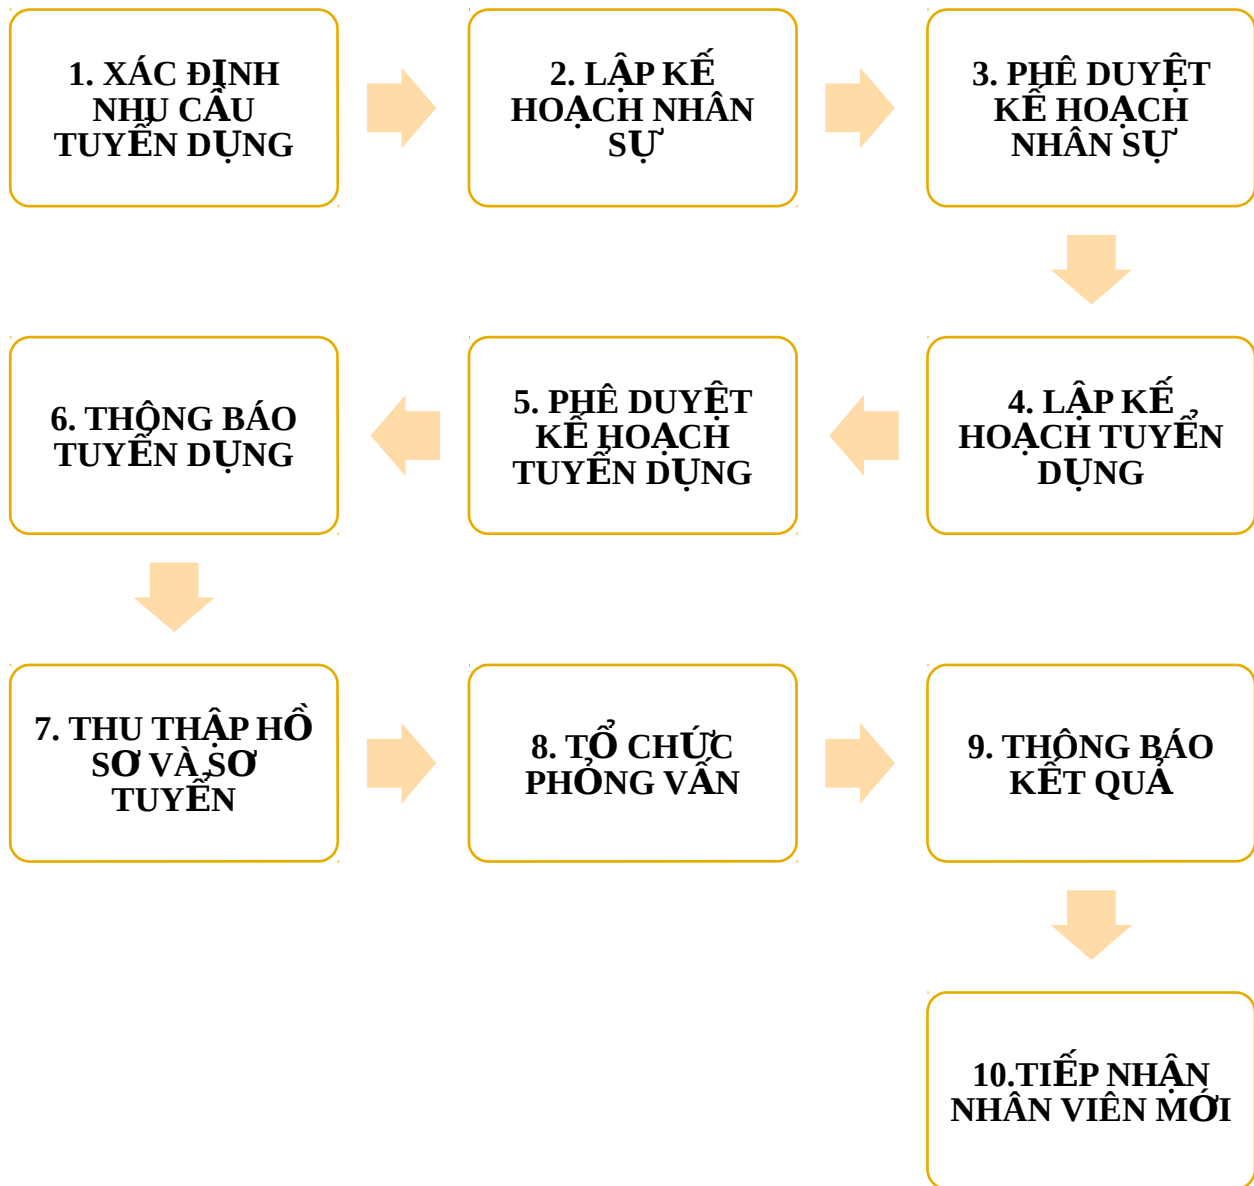 1. XÁC ĐỊNH
NHU CẦU
TUYỂN DỤNG
2. LẬP KẾ
HOẠCH NHÂN
SỰ
3. PHÊ DUYỆT
KẾ HOẠCH
NHÂN SỰ
4. LẬP KẾ
HOẠCH TUYỂN
DỤNG
5. PHÊ DUYỆT
KẾ HOẠCH
TUYỂN DỤNG
6. THÔNG BÁO
TUYỂN DỤNG
7. THU THẬP HỒ
SƠ VÀ SƠ
TUYỂN
8. TỔ CHỨC
PHỎNG VẤN
9. THÔNG BÁO
KẾT QUẢ
10.TIẾP NHẬN
NHÂN VIÊN MỚI